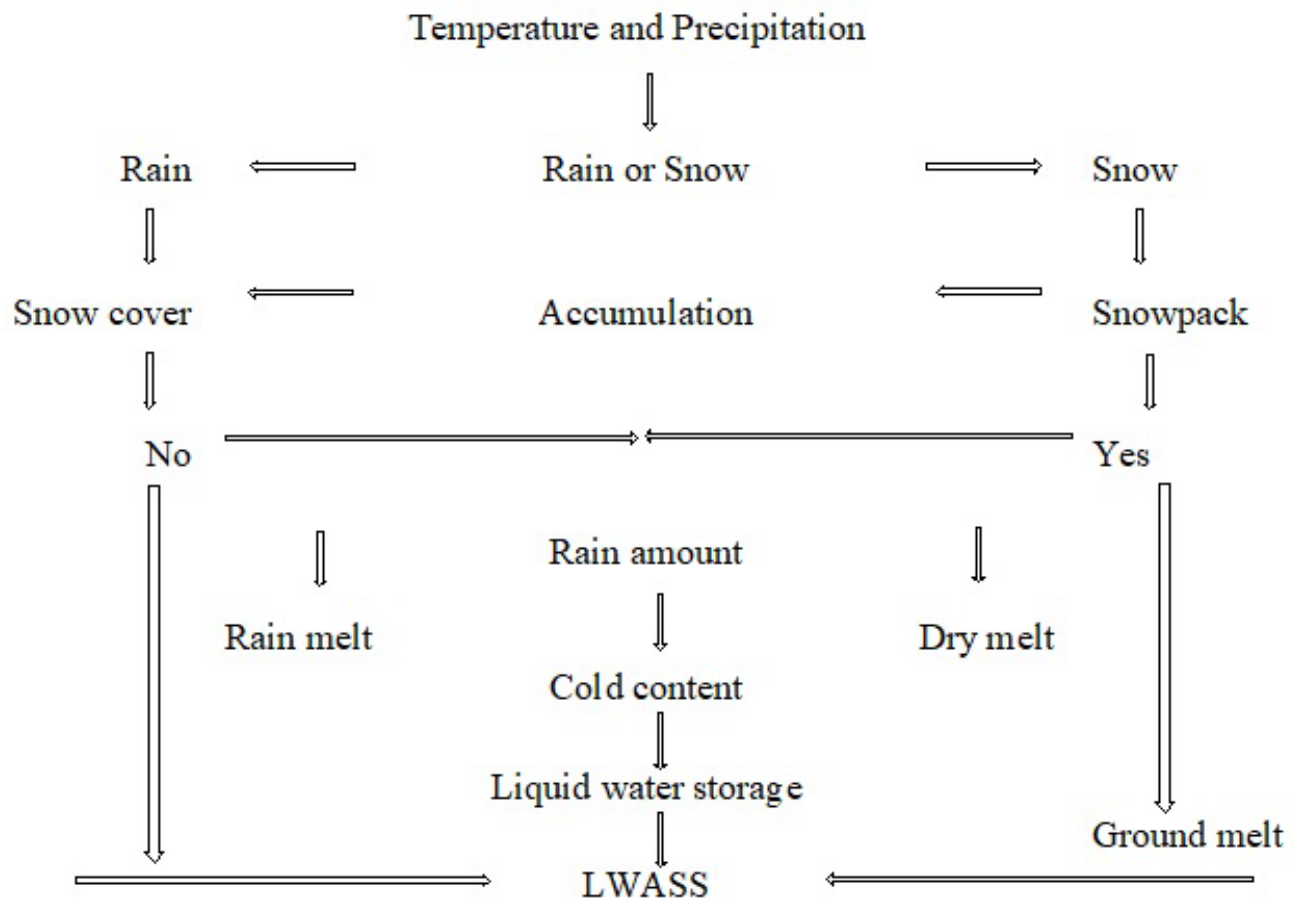 Temperature and Precipitation
Rain
Rain or Snow
Snow
Snow cover
Accumulation
Snowpack
No
Yes
Rain amount
Rain melt
Dry melt
Cold content
Liquid water storage
Ground melt
LWASS